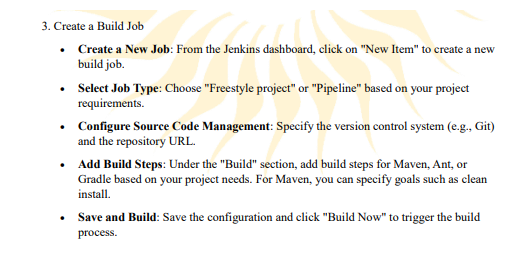 3. Create a Build Job
• Create a New Job: From the Jenkins dashboard, click on "New Item" to create a new
build job.
• Select Job Type: Choose "Freestyle project" or "Pipeline" based on your project
requirements.
• Configure Source Code Management: Specify the version control system (e.g., Git)
and the repository URL.
• Add Build Steps: Under the "Build" section, add build steps for Maven, Ant, or
Gradle based on your project needs. For Maven, you can specify goals such as clean
install.
• Save and Build: Save the configuration and click "Build Now" to trigger the build
process.